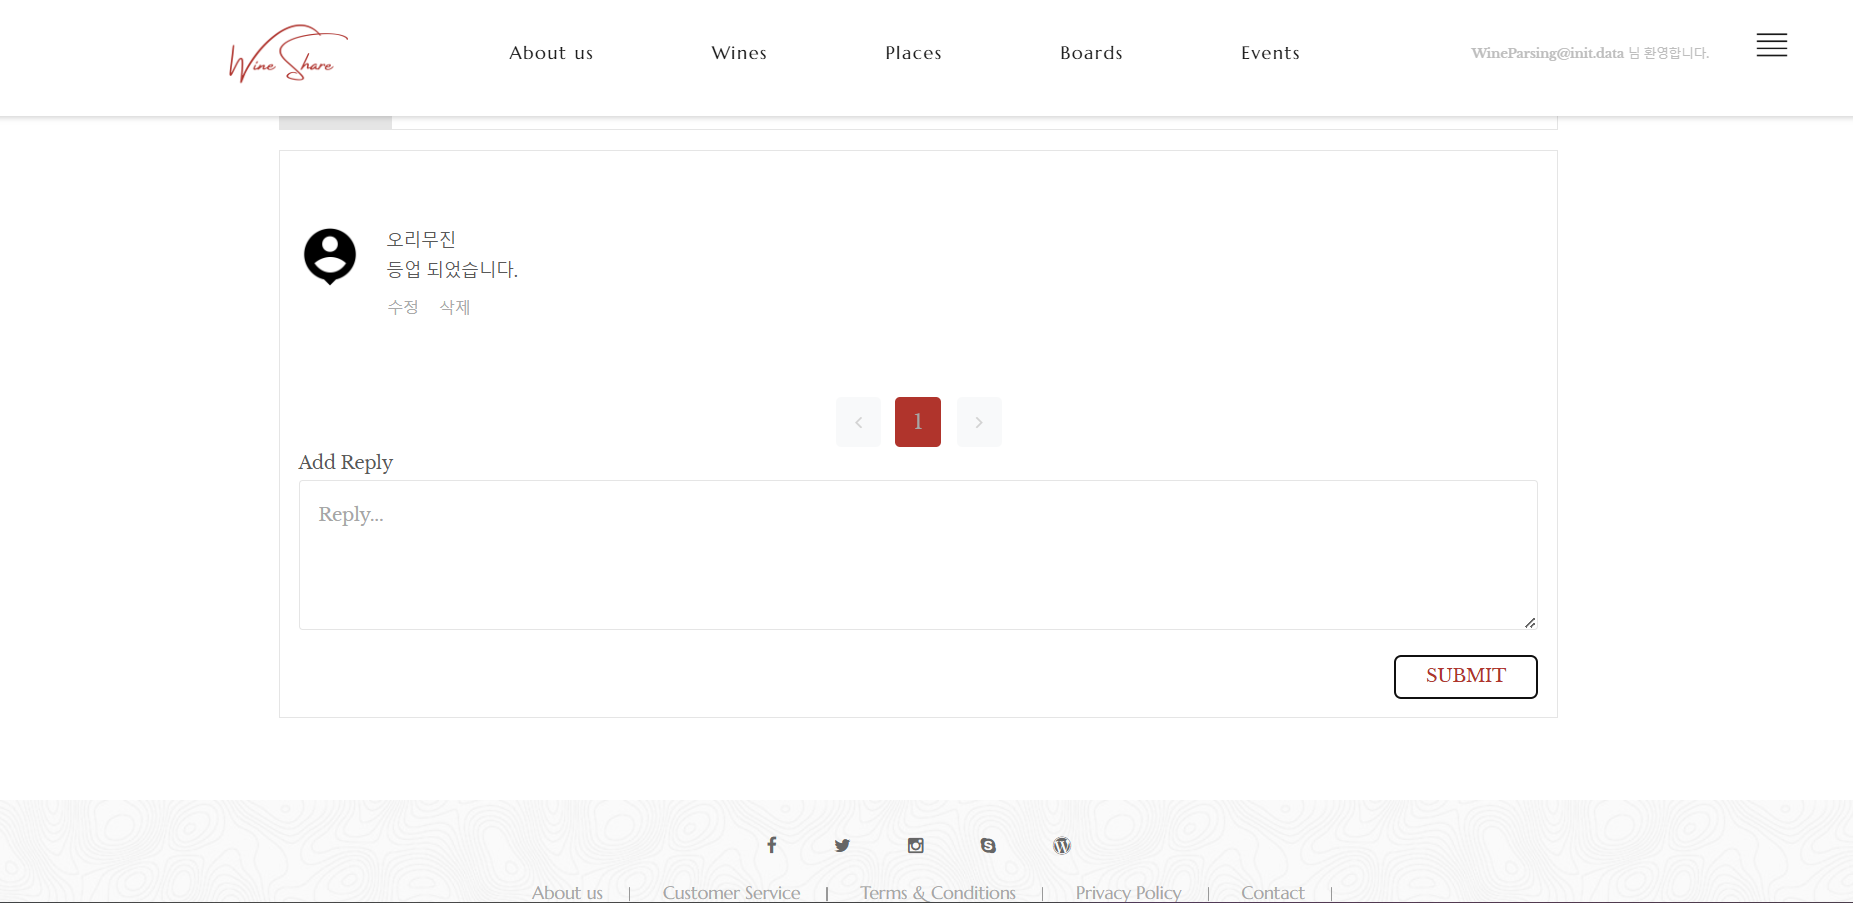 Wine Share
About us
Wines
Places
Boards
Events
WineParsing@init.data 님 환영합니다.
오리무진
등업 되었습니다.
수정 삭제
1
Add Reply
Reply...
SUBMIT
About us | Customer Service | Terms & Conditions | Privacy Policy | Contact |